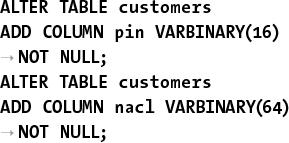 ALTER TABLE customers
ADD COLUMN pin VARBINARY(16)
→ NOT NULL;
ALTER TABLE customers
ADD COLUMN nacl VARBINARY(64)
→ NOT NULL;